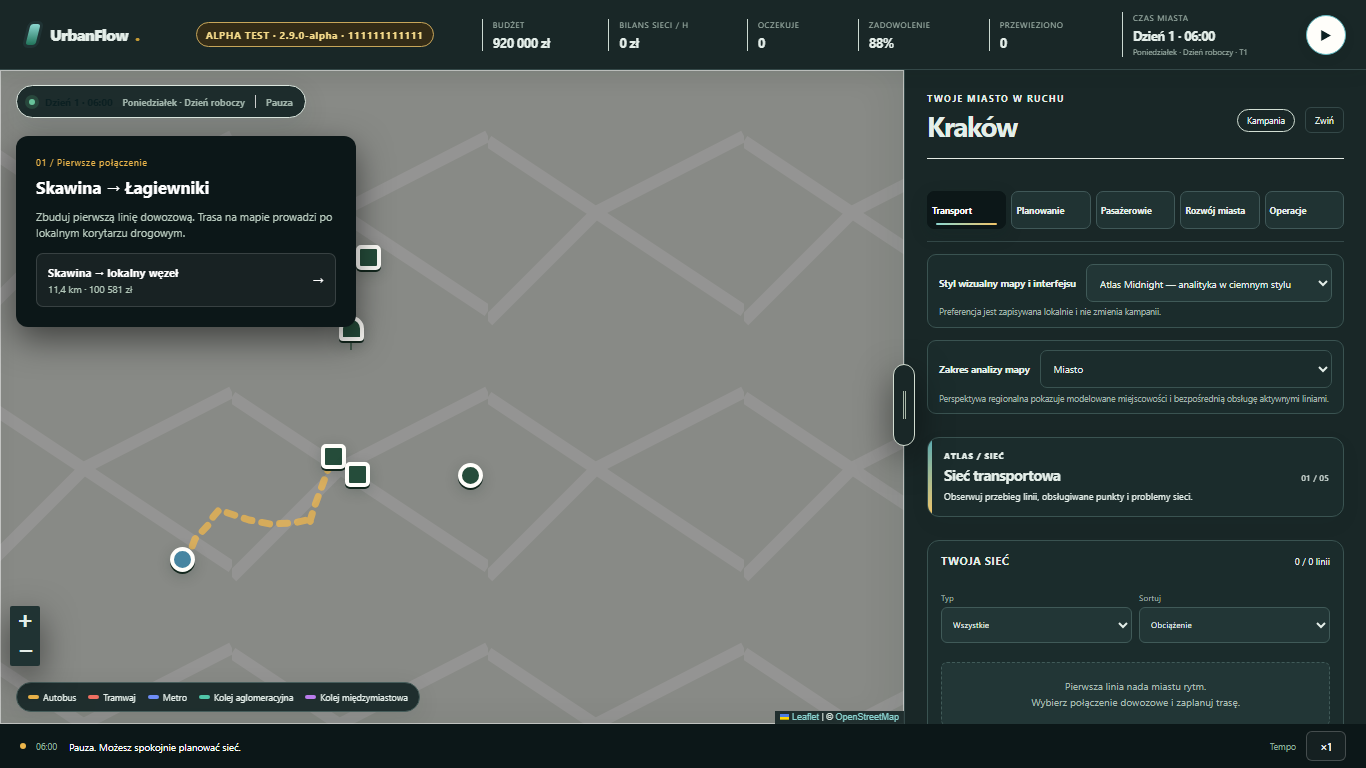 UrbanFlow .
ALPHA TEST · 2.9.0-alpha · 111111111111
BUDŻET
920 000 zł
BILANS SIECI / H
0 zł
OCZEKUJE
0
ZADOWOLENIE
88%
PRZEWIEZIONO
0
CZAS MIASTA
Dzień 1 · 06:00
Poniedziałek · Dzień roboczy · T1
Dzień 1 · 06:00 Poniedziałek · Dzień roboczy Pauza
01 / Pierwsze połączenie
Skawina → Łagiewniki
Zbuduj pierwszą linię dowozową. Trasa na mapie prowadzi po
lokalnym korytarzu drogowym.
Skawina → lokalny węzeł
11,4 km · 100 581 zł
→
+
−
Autobus Tramwaj Metro Kolej aglomeracyjna Kolej międzymiastowa
Leaflet | © OpenStreetMap
TWOJE MIASTO W RUCHU
Kraków
Kampania
Zwiń
Transport
Planowanie
Pasażerowie
Rozwój miasta
Operacje
Styl wizualny mapy i interfejsu
Atlas Midnight — analityka w ciemnym stylu
Preferencja jest zapisywana lokalnie i nie zmienia kampanii.
Zakres analizy mapy
Miasto
Perspektywa regionalna pokazuje modelowane miejscowości i bezpośrednią obsługę aktywnymi liniami.
ATLAS / SIEĆ
Sieć transportowa
01 / 05
Obserwuj przebieg linii, obsługiwane punkty i problemy sieci.
TWOJA SIEĆ
0 / 0 linii
Typ
Wszystkie
Sortuj
Obciążenie
Pierwsza linia nada miastu rytm.
Wybierz połączenie dowozowe i zaplanuj trasę.
06:00 Pauza. Możesz spokojnie planować sieć.
Tempo
×1